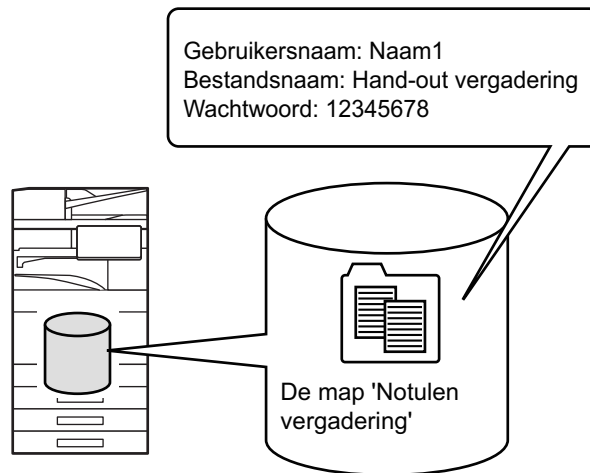 Gebruikersnaam: Naam1
Bestandsnaam: Hand-out vergadering
Wachtwoord: 12345678
De map 'Notulen
vergadering'